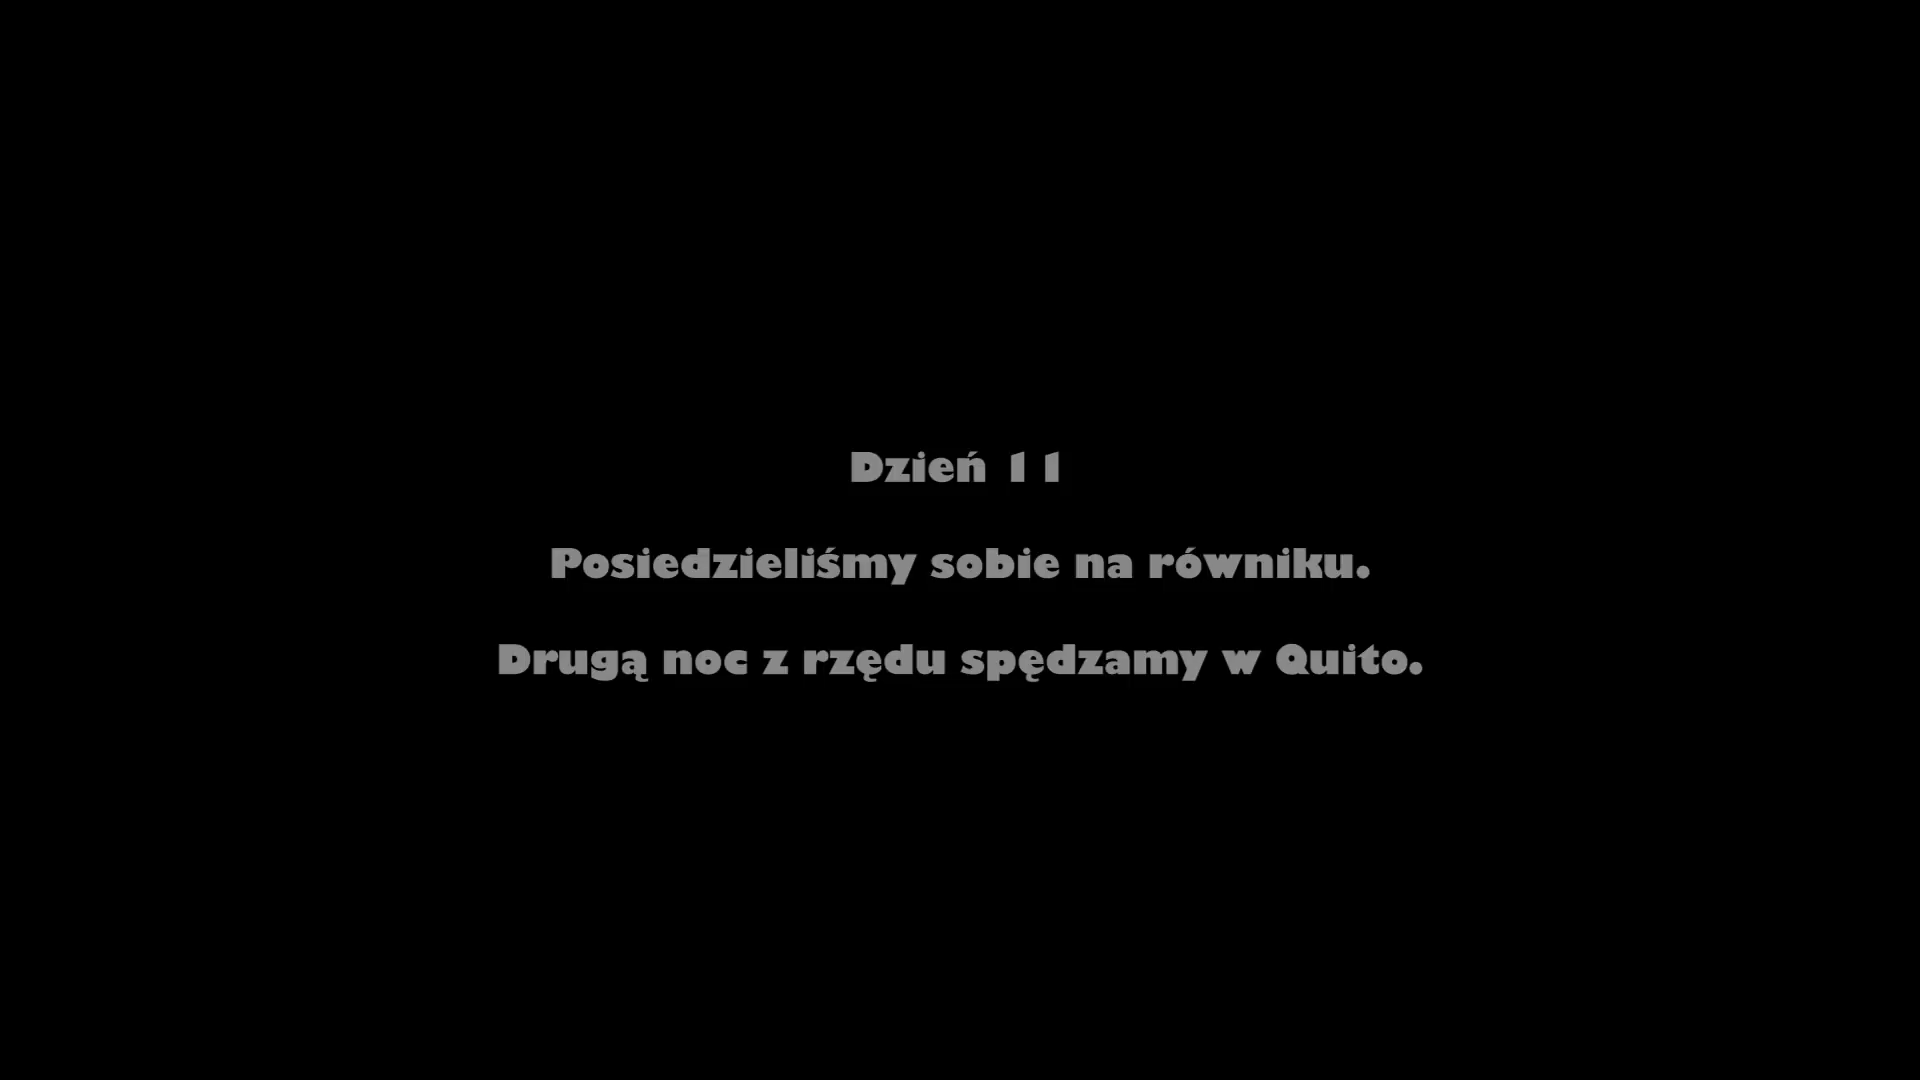 Dzień 11
Posiedzieliśmy sobie na równiku.
Drugą noc z rzędu spędzamy w Quito.